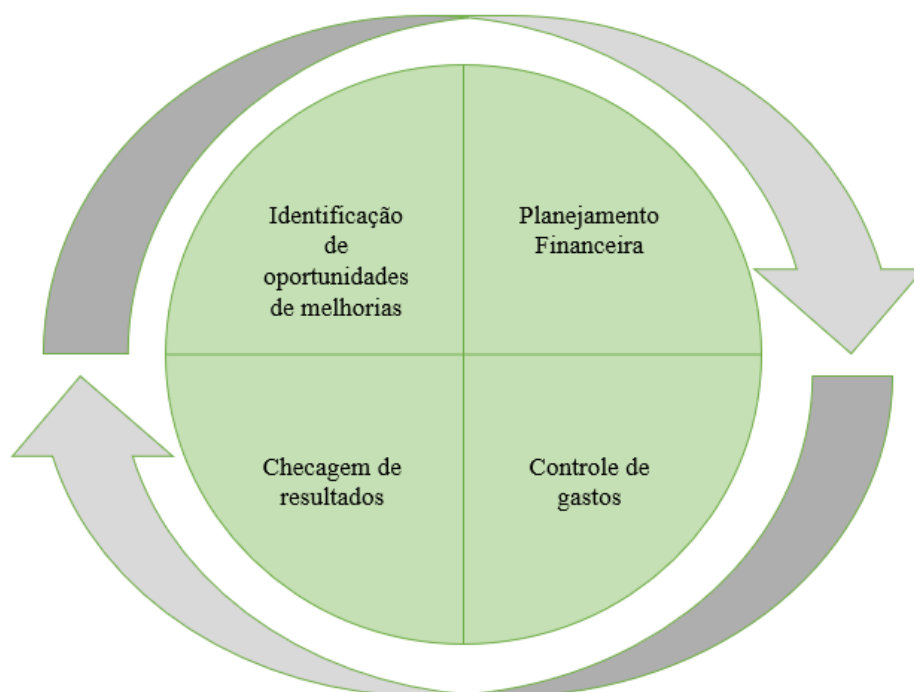 Identificação
de
oportunidades
de melhorias
Planejamento
Financeira
Checagem de
resultados
Controle de
gastos